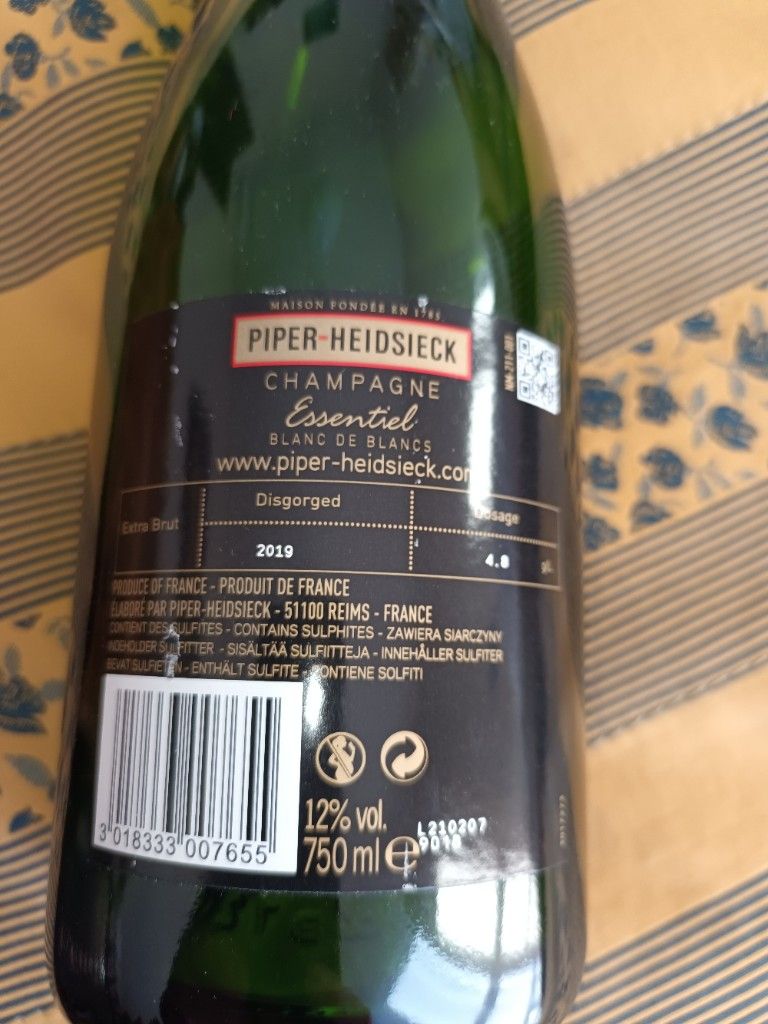 MAISON FONDÉE EN 1785
PIPER-HEIDSIECK
CHAMPAGNE
Essentiel
BLANC DE BLANCS
www.piper-heidsieck.com
Extra Brut
Disgorged
Dosage
2019
4.8 g/L
PRODUCE OF FRANCE - PRODUIT DE FRANCE
ÉLABORÉ PAR PIPER-HEIDSIECK - 51100 REIMS - FRANCE
CONTIENT DES SULFITES - CONTAINS SULPHITES - ZAWIERA SIARCZYNY
INDEHOLDER SULFITTER - SISÄLTÄÄ SULFIITTEJA - INNEHÅLLER SULFITER
BEVAT SULFIETEN - ENTHÄLT SULFITE - CONTIENE SOLFITI
3 018333 007655
12% vol.
750 ml e
L210207